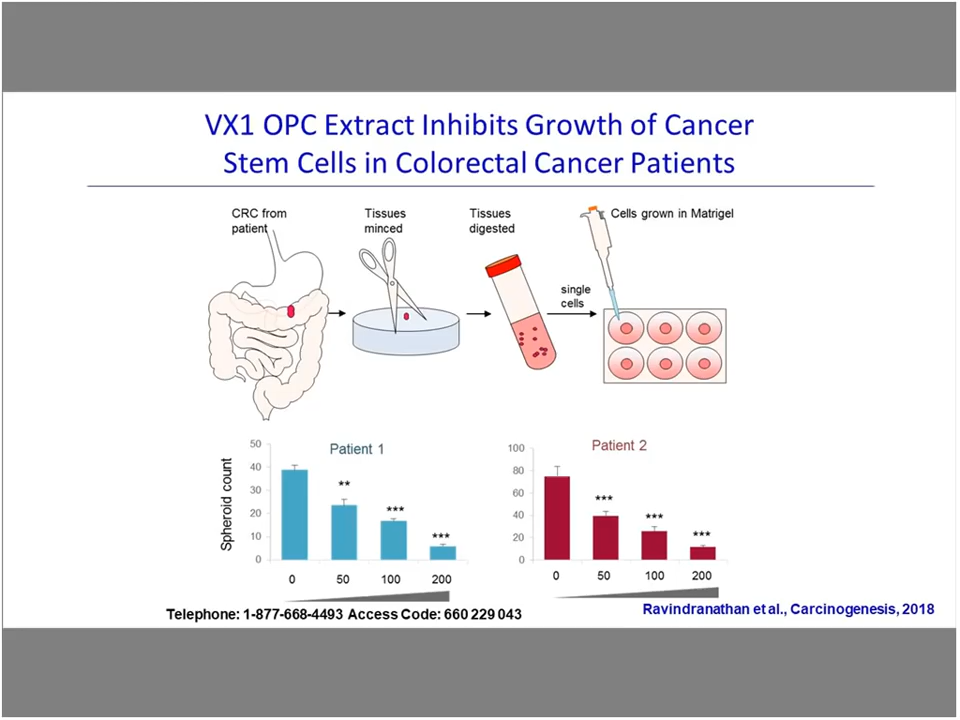 VX1 OPC Extract Inhibits Growth of Cancer
Stem Cells in Colorectal Cancer Patients
CRC from
patient
Tissues
minced
Tissues
digested
Cells grown in Matrigel
single
cells
Patient 1
Spheroid count
50
40
30
20
10
0
**
***
***
0 50 100 200
Patient 2
100
80
60
40
20
0
***
***
***
0 50 100 200
Telephone: 1-877-668-4493 Access Code: 660 229 043
Ravindranathan et al., Carcinogenesis, 2018